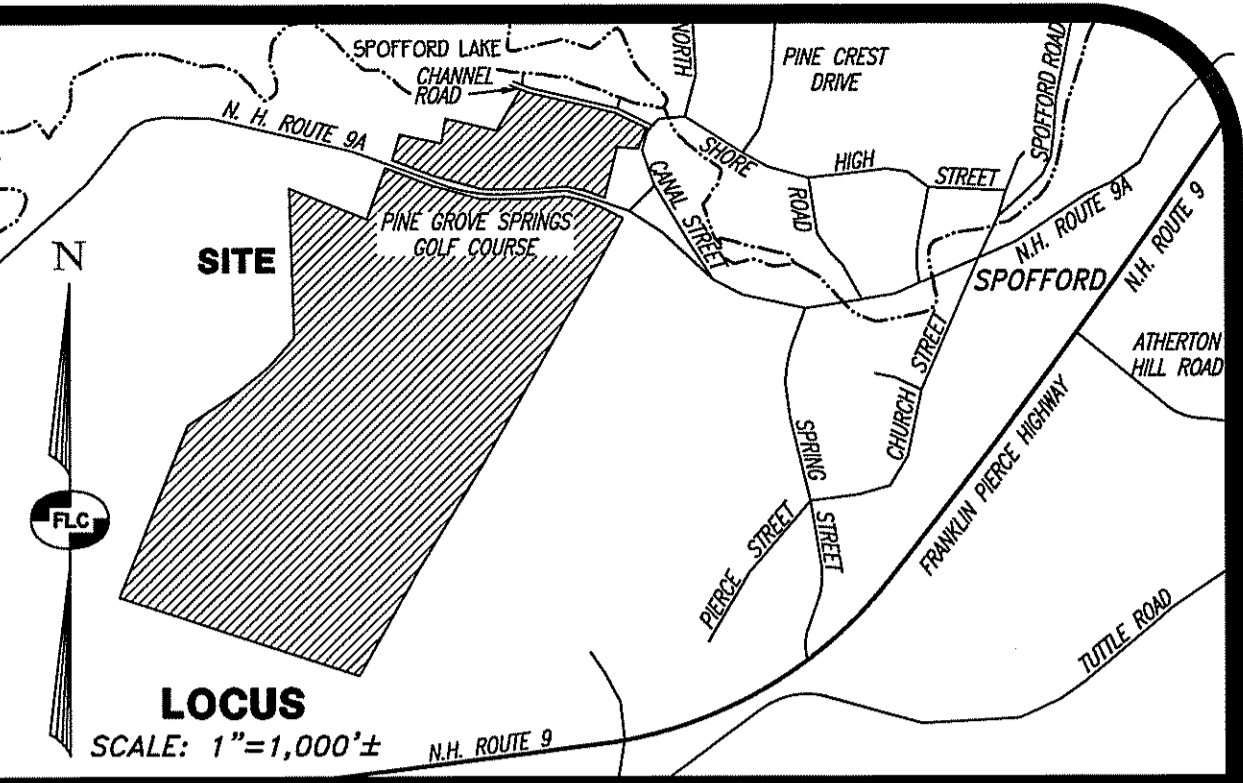 SPOFFORD LAKE
CHANNEL
ROAD
NORTH
PINE CREST
DRIVE
SPOFFORD ROAD
N. H. ROUTE 9A
SHORE
ROAD
HIGH
STREET
CANAL STREET
PINE GROVE SPRINGS
GOLF COURSE
N
SITE
N.H. ROUTE 9A
SPOFFORD
N.H. ROUTE 9
ATHERTON
HILL ROAD
CHURCH STREET
SPRING
STREET
FRANKLIN PIERCE HIGHWAY
FLC
PIERCE STREET
TUTTLE ROAD
LOCUS
SCALE: 1"=1,000'±
N.H. ROUTE 9